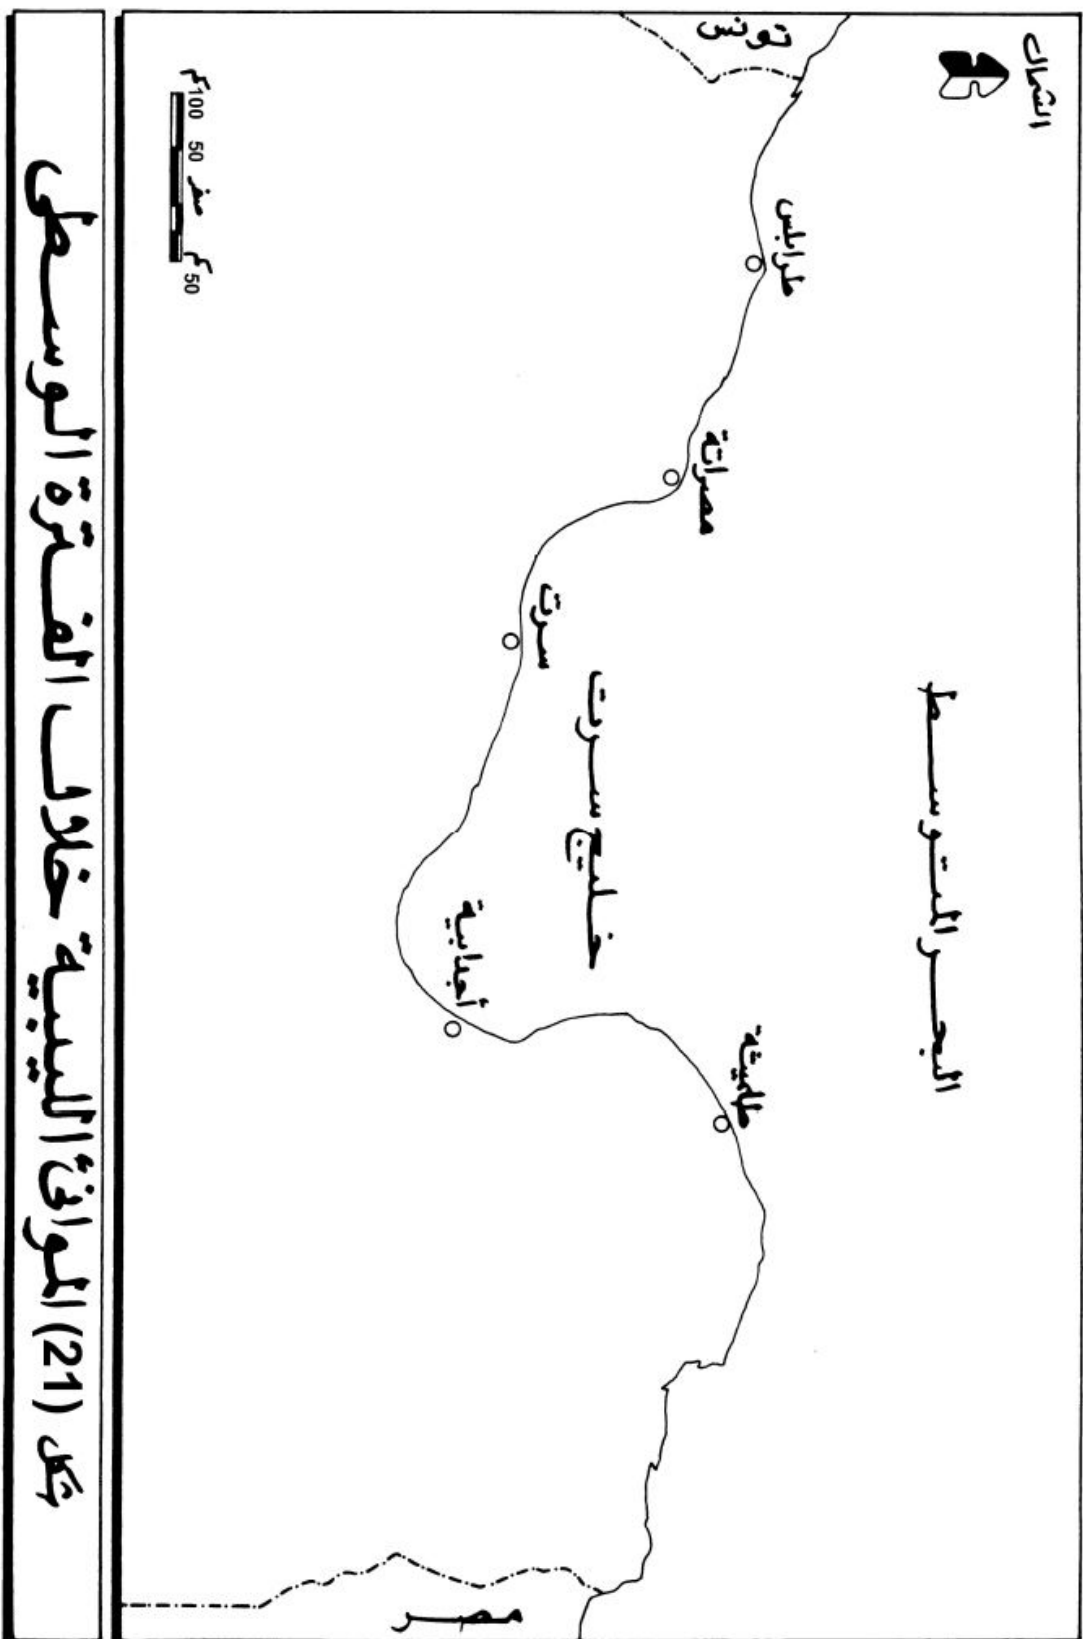 الشمال
تونس
طرابلس
مصراتة
سرت
خليج سرت
البحر المتوسط
أجدابية
طلميثة
مصر
كم 100 50 صفر كم 50
شكل (21) الموانئ الليبية خلال الفترة الوسطى